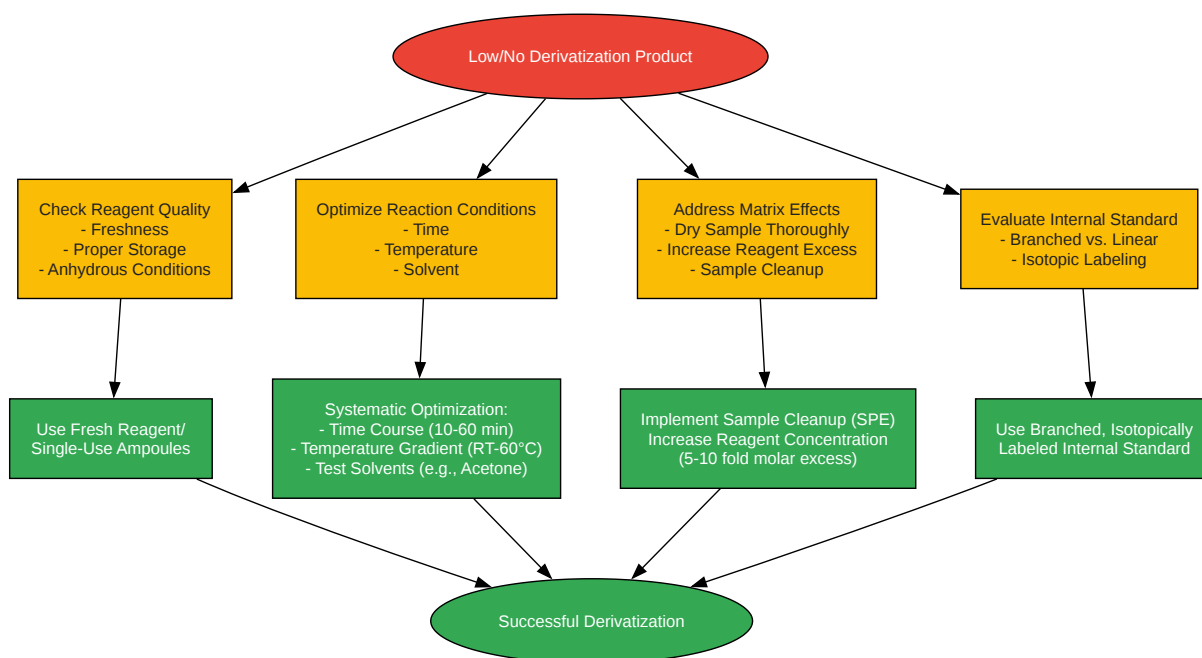 Low/No Derivatization Product
Check Reagent Quality
- Freshness
- Proper Storage
- Anhydrous Conditions
Optimize Reaction Conditions
- Time
- Temperature
- Solvent
Address Matrix Effects
- Dry Sample Thoroughly
- Increase Reagent Excess
- Sample Cleanup
Evaluate Internal Standard
- Branched vs. Linear
- Isotopic Labeling
Use Fresh Reagent/
Single-Use Ampoules
Systematic Optimization:
- Time Course (10-60 min)
- Temperature Gradient (RT-60°C)
- Test Solvents (e.g., Acetone)
Implement Sample Cleanup (SPE)
Increase Reagent Concentration
(5-10 fold molar excess)
Use Branched, Isotopically
Labeled Internal Standard
Successful Derivatization